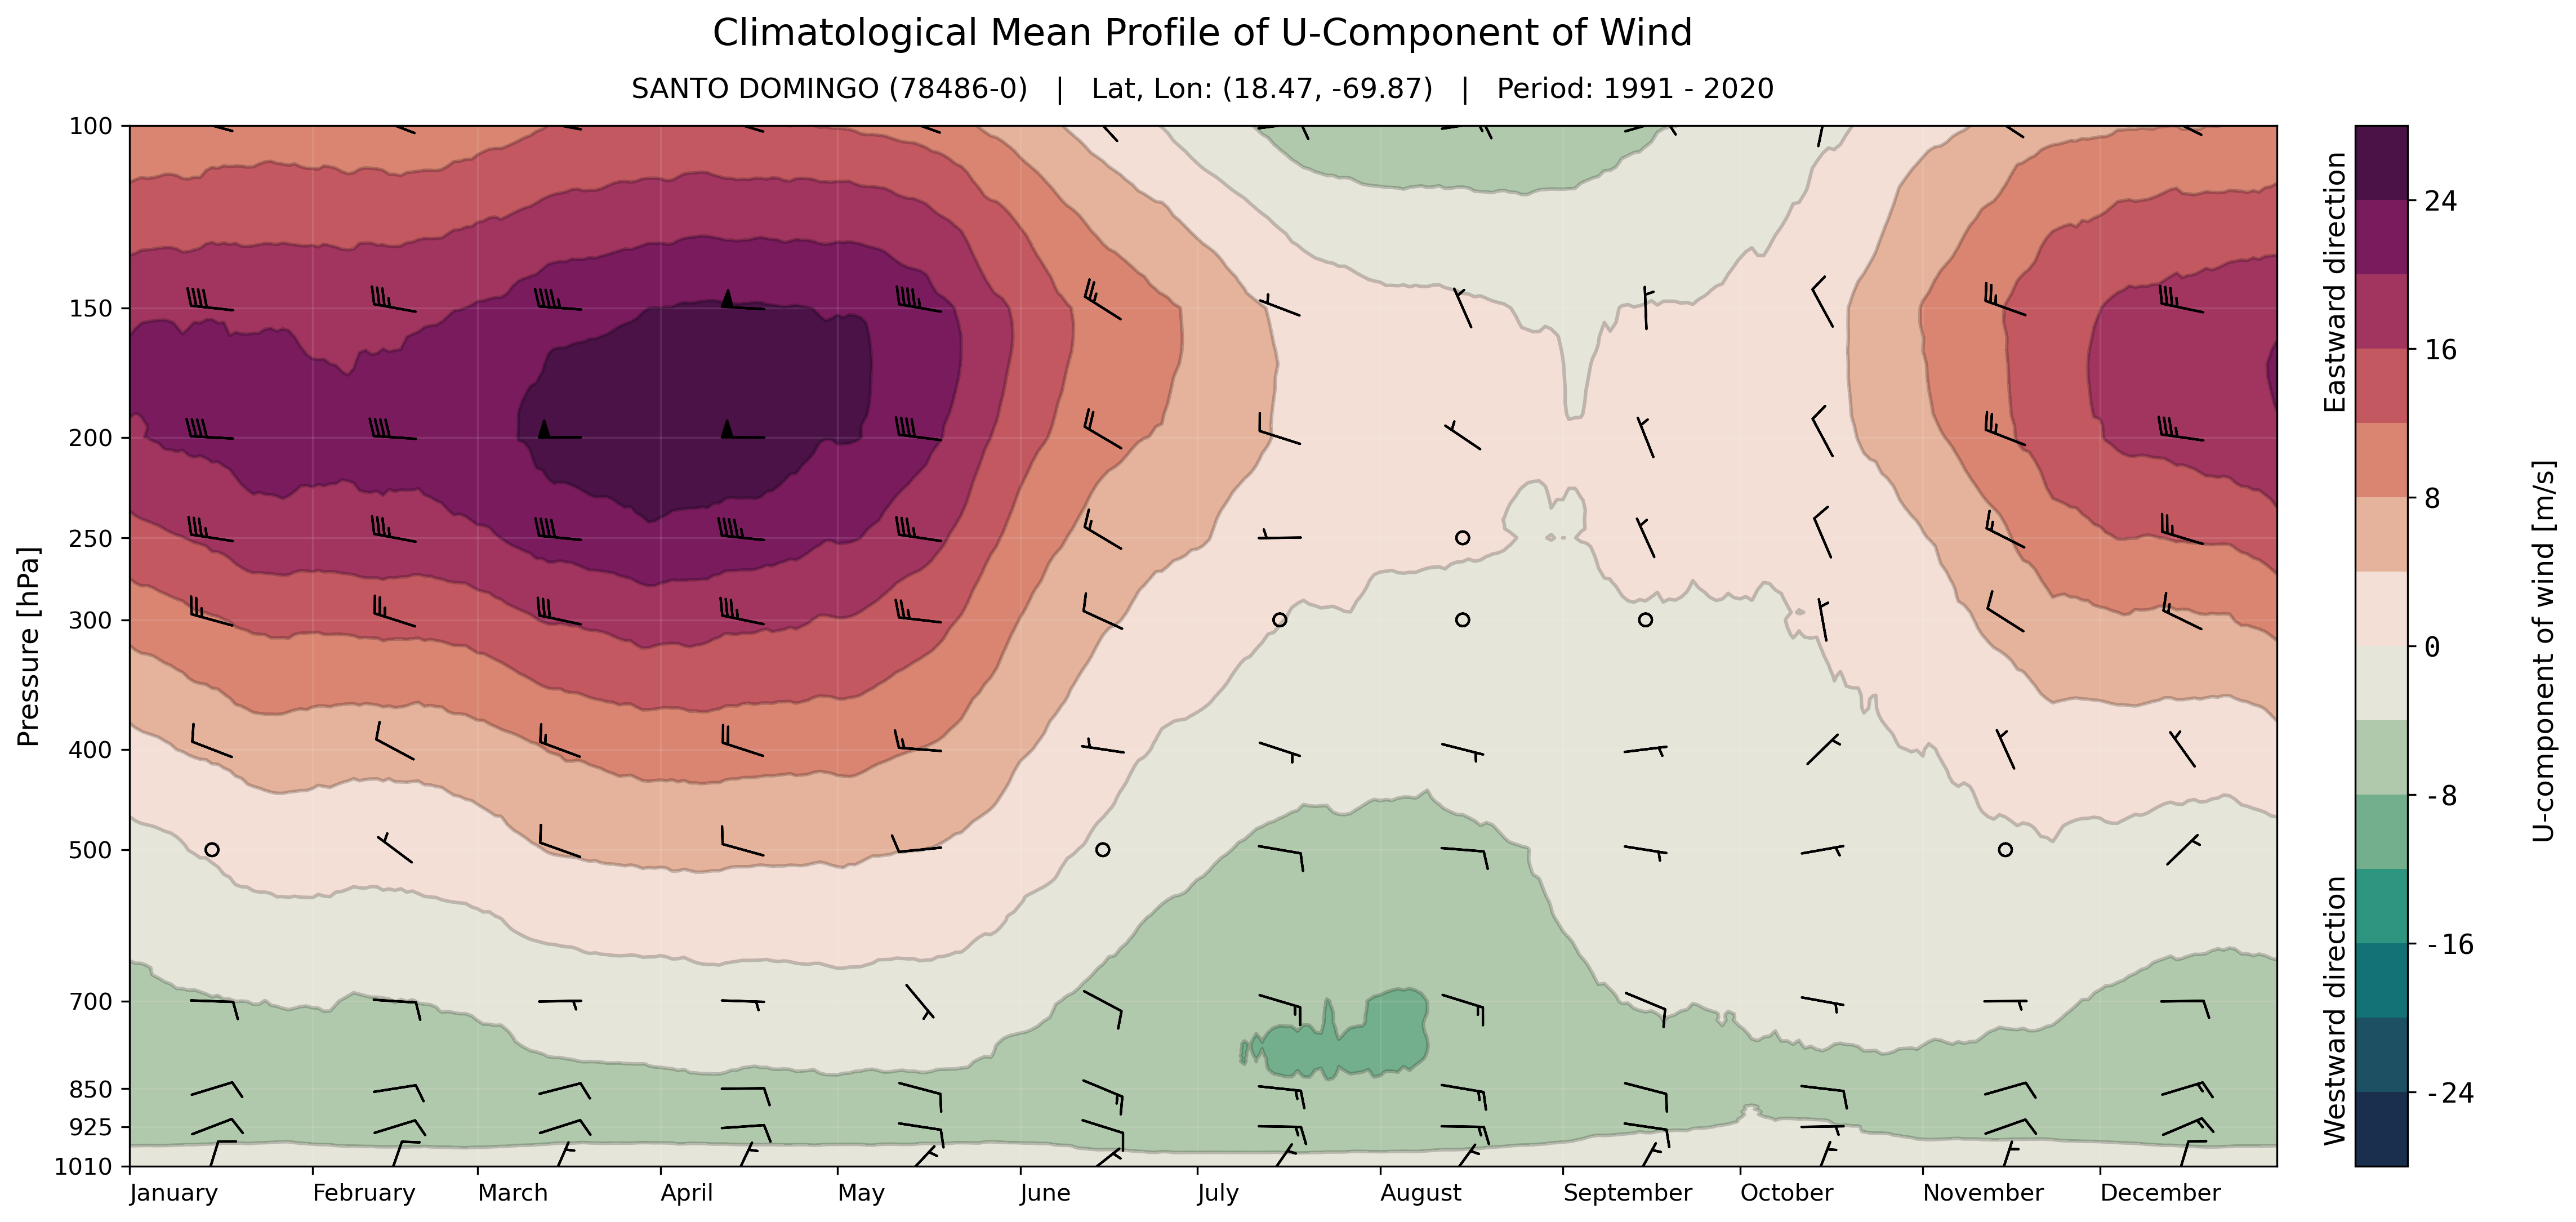 Climatological Mean Profile of U-Component of Wind
SANTO DOMINGO (78486-0) | Lat, Lon: (18.47, -69.87) | Period: 1991 - 2020
Pressure [hPa]
100
150
200
250
300
400
500
700
850
925
1010
January February March April May June July August September October November December
Eastward direction
Westward direction
24
16
8
0
-8
-16
-24
U-component of wind [m/s]